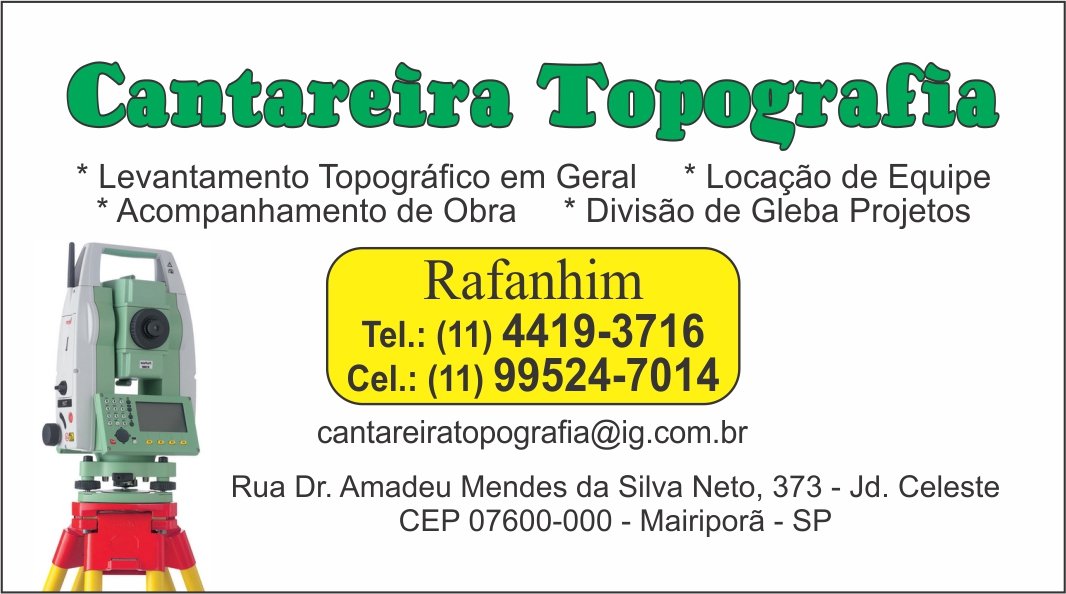 Cantareira Topografia
* Levantamento Topográfico em Geral * Locação de Equipe
* Acompanhamento de Obra * Divisão de Gleba Projetos
Rafanhim
Tel.: (11) 4419-3716
Cel.: (11) 99524-7014
cantareiratopografia@ig.com.br
Rua Dr. Amadeu Mendes da Silva Neto, 373 - Jd. Celeste
CEP 07600-000 - Mairiporã - SP